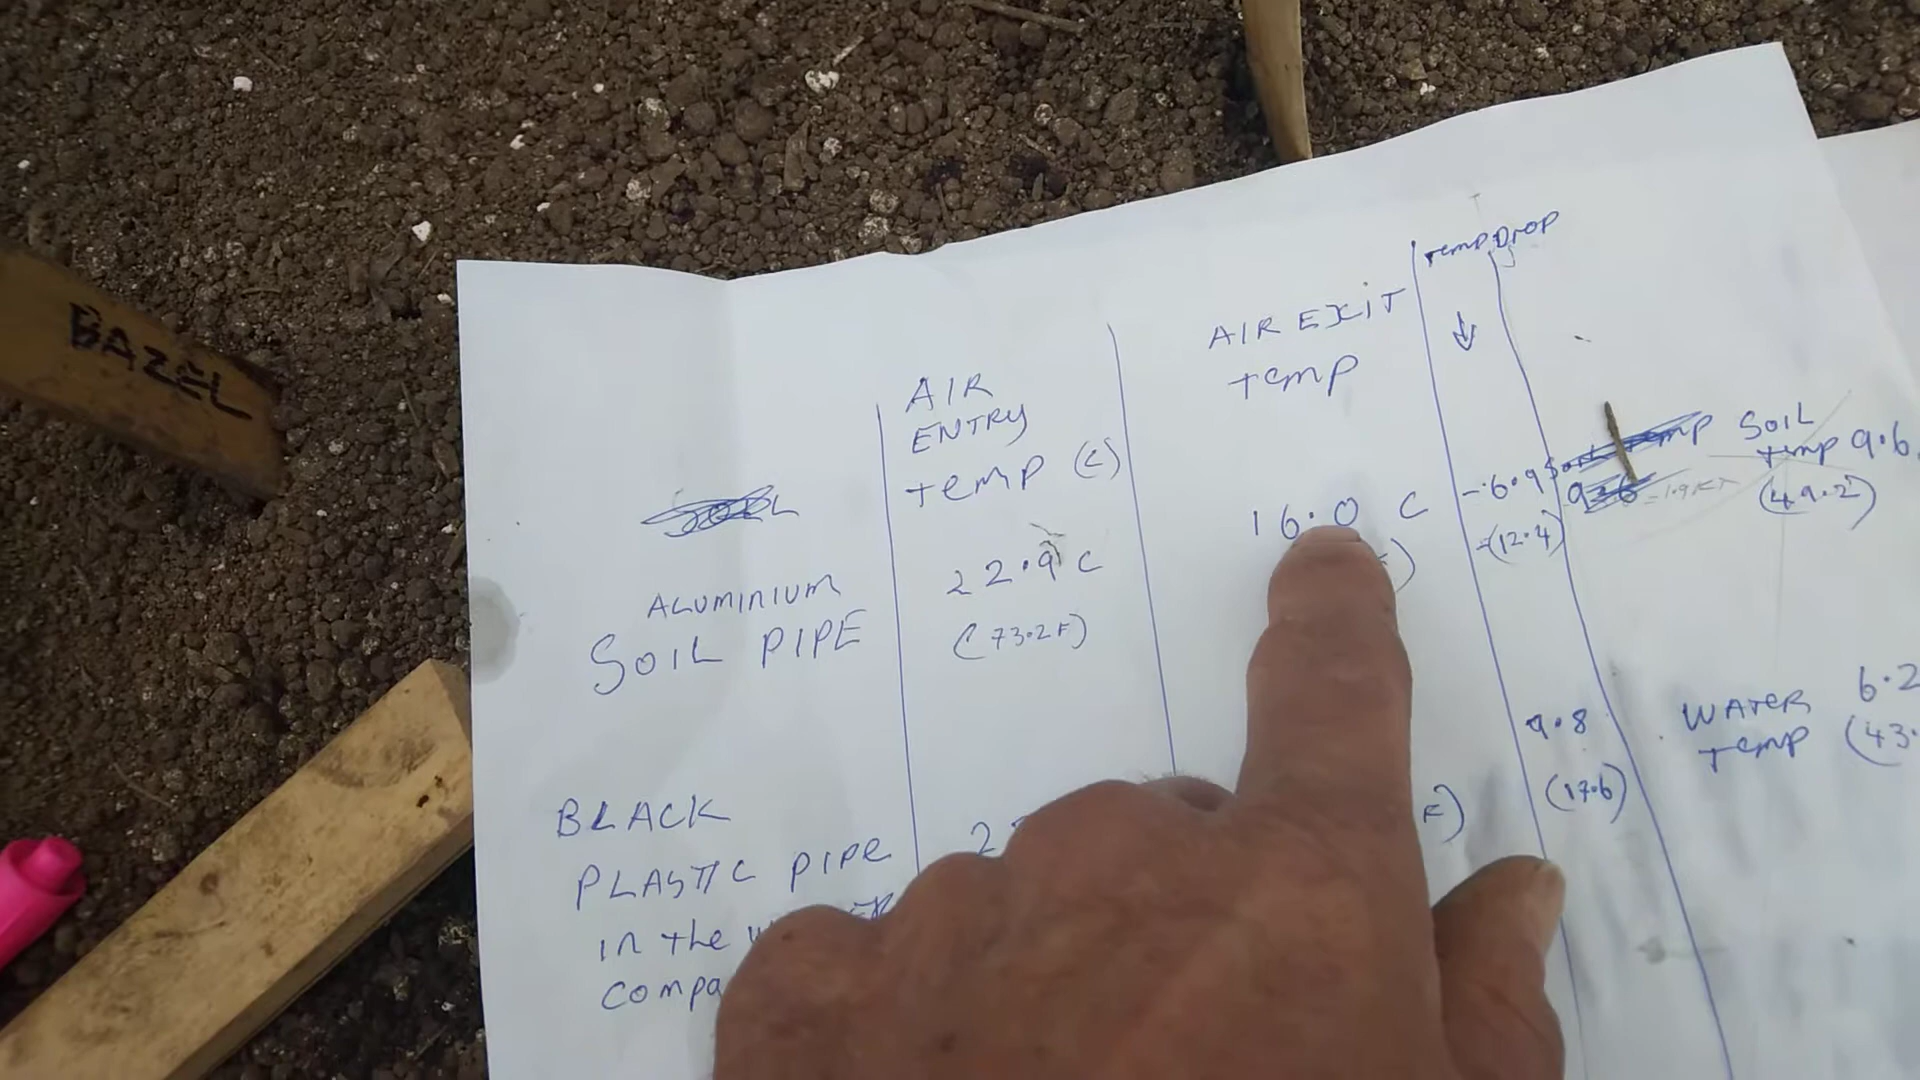 BAZEL
temp Drop
AIR EXIT
temp
AIR
ENTRY
temp (C)
SOIL
temp 9.6
(49.2)
16.0 C
-6.9
-(12.4)
ALUMINIUM
SOIL PIPE
22.9 C
(73.2F)
BLACK
PLASTIC PIPE
in the
9.8
(17.6)
WATER
temp
6.2
(43.
F)